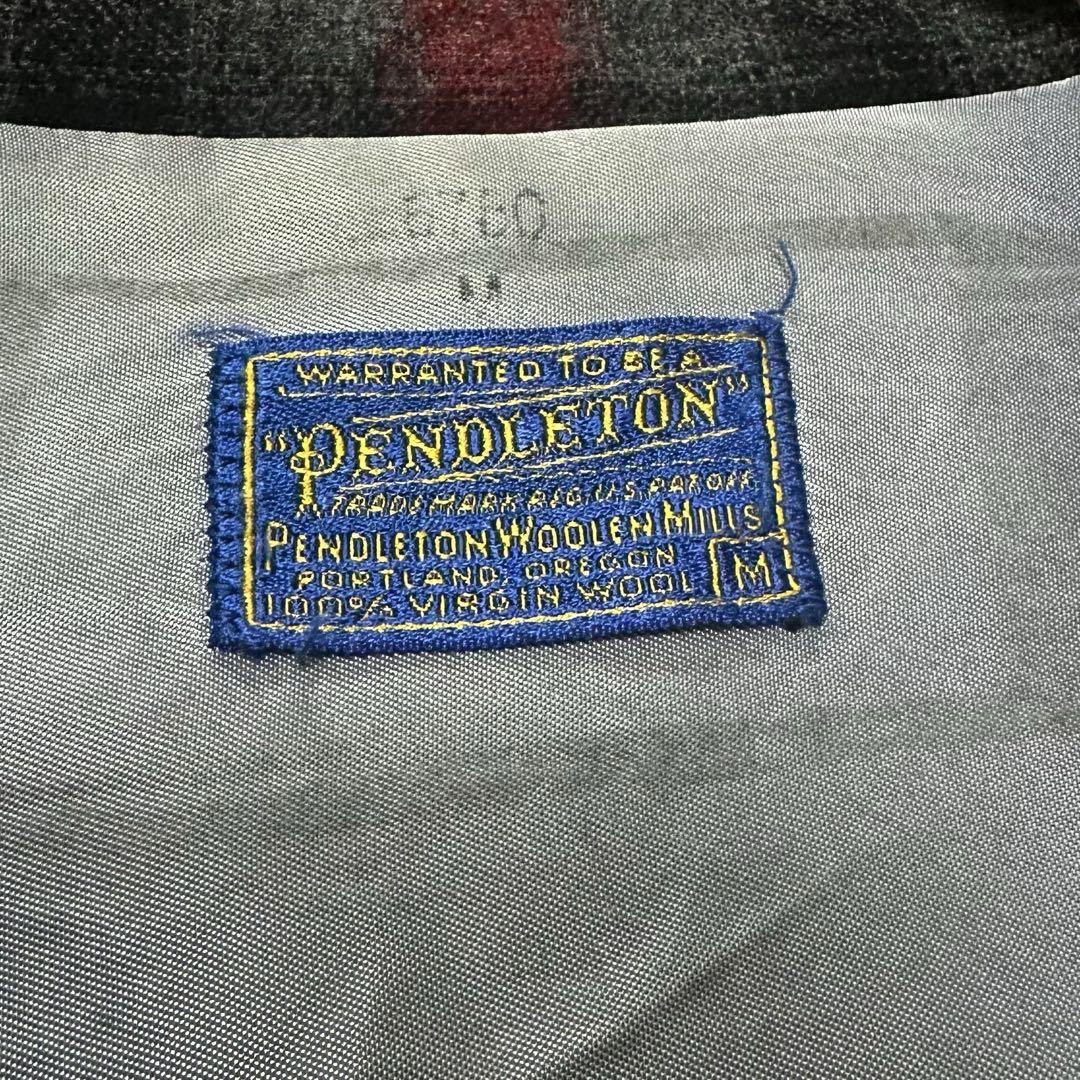 M
WARRANTED TO BE A
"PENDLETON"
TRADE MARK REG. U.S. PAT. OFF.
PENDLETON WOOLEN MILLS
PORTLAND, OREGON
100% VIRGIN WOOL M